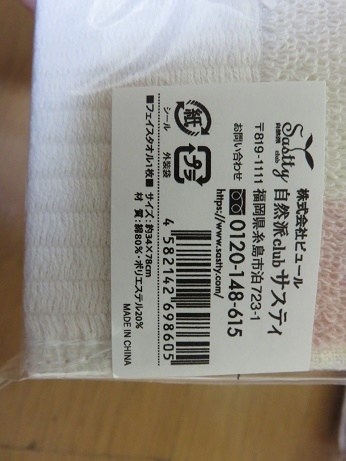 Sastty
自然派 club
株式会社ピュール
自然派clubサスティ
〒819-1111 福岡県糸島市泊723-1
お問い合わせ 0120-148-615
https://www.sastty.com/
紙
シール
プラ
外装袋
4 582142 698605
■フェイスタオル1枚■サイズ:約34×78cm
材 質:綿80%・ポリエステル20%
MADE IN CHINA